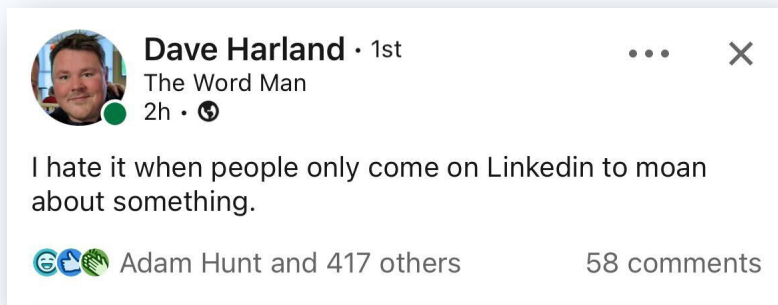 Dave Harland • 1st
The Word Man
2h •
I hate it when people only come on Linkedin to moan
about something.
Adam Hunt and 417 others 58 comments